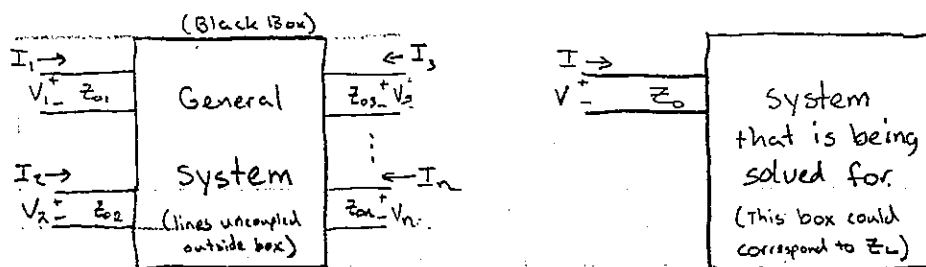 (Black Box)
I₁ →
← I₃
V₁ + -
Z₀₁
General
Z₀₃
+ - V₃
I₂ →
System
← Iₙ
V₂ + -
Z₀₂
(lines uncoupled
outside box)
Z₀ₙ
+ - Vₙ
I →
V + -
Z₀
System
that is being
solved for.
(This box could
correspond to Z_L)